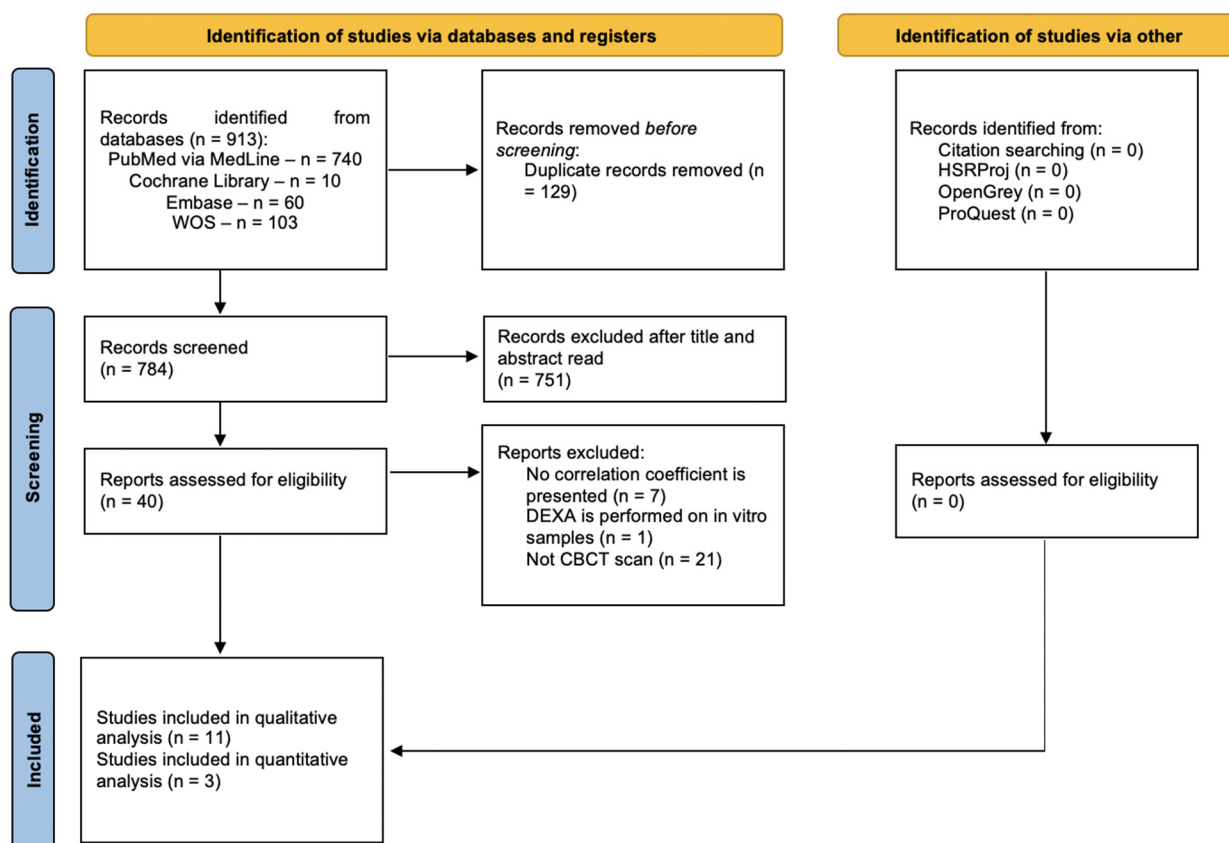 Identification of studies via databases and registers
Identification of studies via other
Identification
Records identified from
databases (n = 913):
PubMed via MedLine – n = 740
Cochrane Library – n = 10
Embase – n = 60
WOS – n = 103
Records removed before
screening:
Duplicate records removed (n
= 129)
Records identified from:
Citation searching (n = 0)
HSRProj (n = 0)
OpenGrey (n = 0)
ProQuest (n = 0)
Screening
Records screened
(n = 784)
Records excluded after title and
abstract read
(n = 751)
Reports assessed for eligibility
(n = 40)
Reports excluded:
No correlation coefficient is
presented (n = 7)
DEXA is performed on in vitro
samples (n = 1)
Not CBCT scan (n = 21)
Reports assessed for eligibility
(n = 0)
Included
Studies included in qualitative
analysis (n = 11)
Studies included in quantitative
analysis (n = 3)